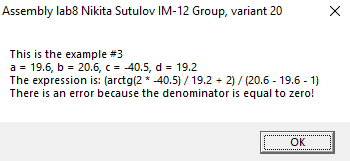 Assembly lab8 Nikita Sutulov IM-12 Group, variant 20
This is the example #3
a = 19.6, b = 20.6, c = -40.5, d = 19.2
The expression is: (arctg(2 * -40.5) / 19.2 + 2) / (20.6 - 19.6 - 1)
There is an error because the denominator is equal to zero!
OK